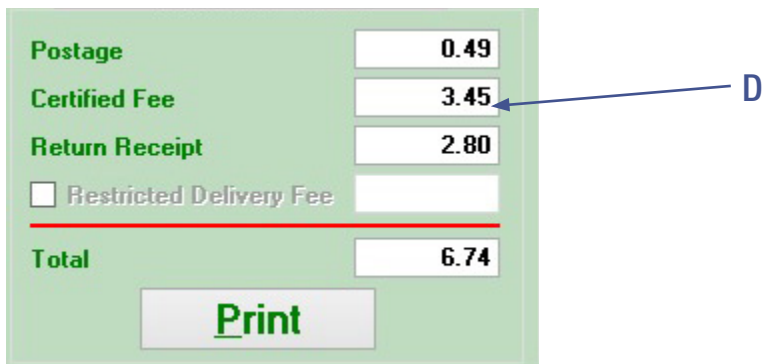 Postage 0.49
Certified Fee 3.45 D
Return Receipt 2.80
Restricted Delivery Fee
Total 6.74
Print